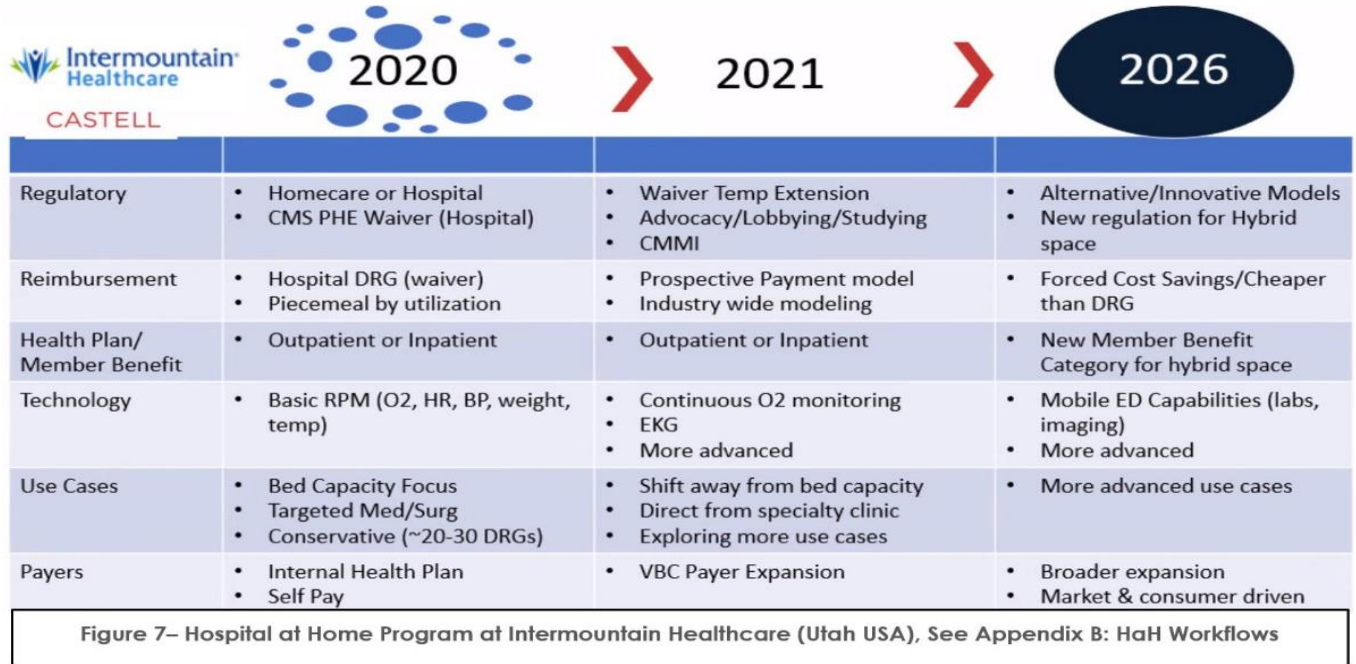 Intermountain®
Healthcare
CASTELL
2020
2021
2026
Regulatory
• Homecare or Hospital
• CMS PHE Waiver (Hospital)
• Waiver Temp Extension
• Advocacy/Lobbying/Studying
• CMMI
• Alternative/Innovative Models
• New regulation for Hybrid
space
Reimbursement
• Hospital DRG (waiver)
• Piecemeal by utilization
• Prospective Payment model
• Industry wide modeling
• Forced Cost Savings/Cheaper
than DRG
Health Plan/
Member Benefit
• Outpatient or Inpatient
• Outpatient or Inpatient
• New Member Benefit
Category for hybrid space
Technology
• Basic RPM (O2, HR, BP, weight,
temp)
• Continuous O2 monitoring
• EKG
• More advanced
• Mobile ED Capabilities (labs,
imaging)
• More advanced
Use Cases
• Bed Capacity Focus
• Targeted Med/Surg
• Conservative (~20-30 DRGs)
• Shift away from bed capacity
• Direct from specialty clinic
• Exploring more use cases
• More advanced use cases
Payers
• Internal Health Plan
• Self Pay
• VBC Payer Expansion
• Broader expansion
• Market & consumer driven
Figure 7– Hospital at Home Program at Intermountain Healthcare (Utah USA), See Appendix B: HaH Workflows